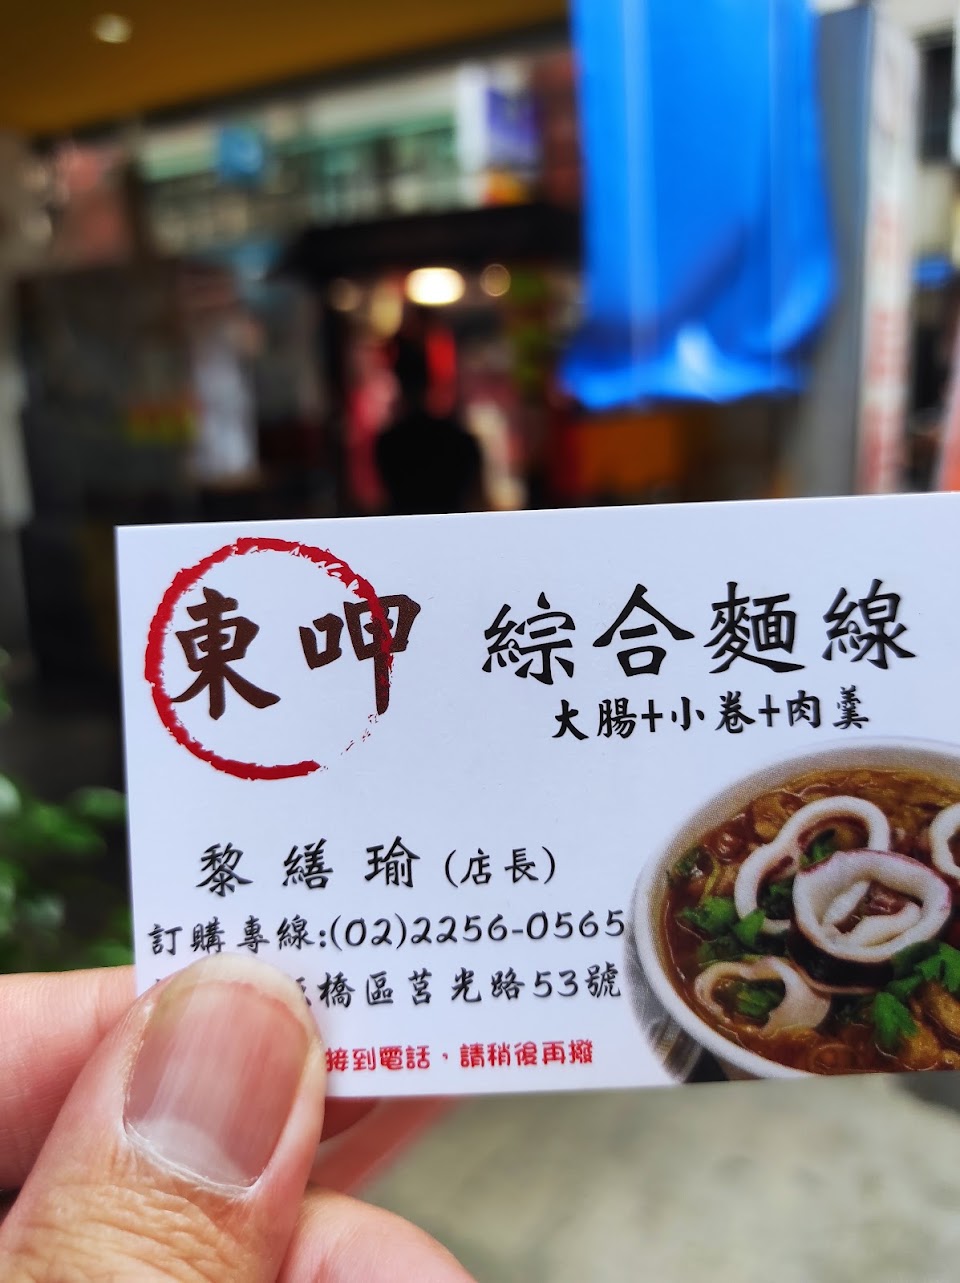 東呷 綜合麵線
大腸+小卷+肉羹
黎繕瑜(店長)
訂購專線:(02)2256-0565
橋區莒光路53號
接到電話，請稍後再撥